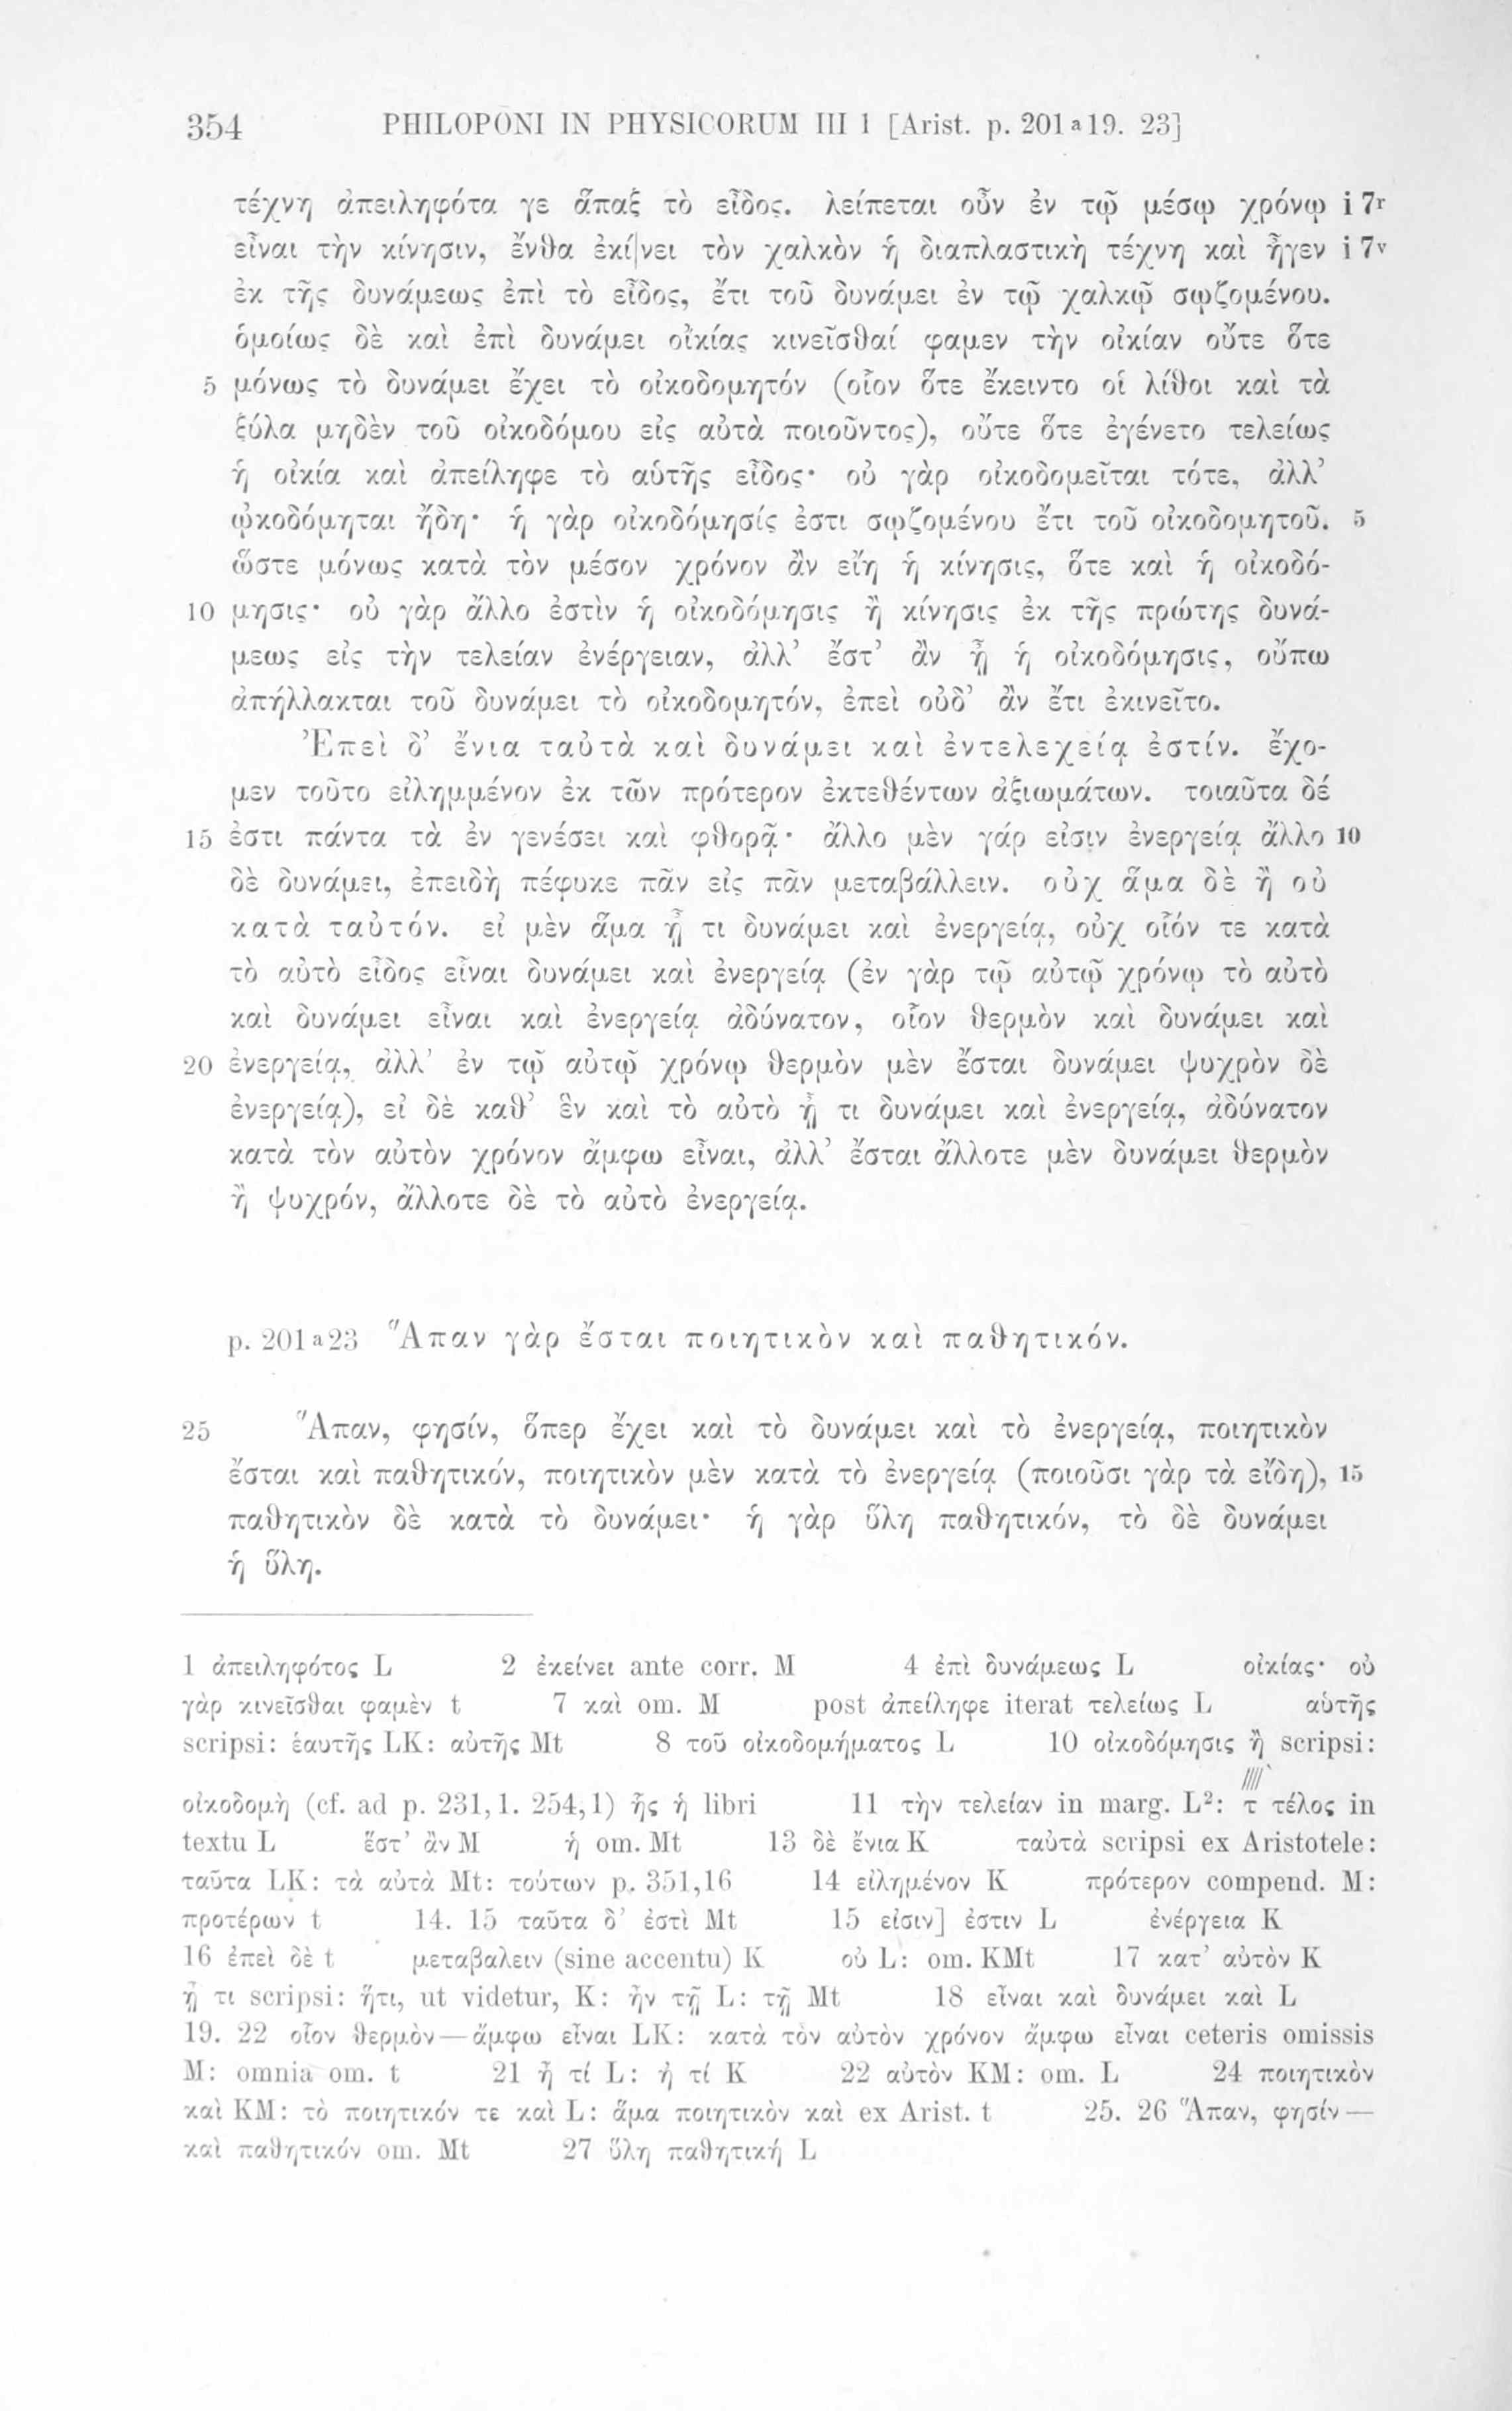 354 PHILOPONI IN PHYSICORUM III 1 [Arist. p. 201 a 19. 23]
τέχνη ἀπειληφότα γε ἅπαξ τὸ εἶδος. λείπεται οὖν ἐν τῷ μέσῳ χρόνῳ i 7r
εἶναι τὴν κίνησιν, ἔνθα ἐκί|νει τὸν χαλκὸν ἡ διαπλαστικὴ τέχνη καὶ ἦγεν i 7v
ἐκ τῆς δυνάμεως ἐπὶ τὸ εἶδος, ἔτι τοῦ δυνάμει ἐν τῷ χαλκῷ σῳζομένου.
ὁμοίως δὲ καὶ ἐπὶ δυνάμει οἰκίας κινεῖσθαί φαμεν τὴν οἰκίαν οὔτε ὅτε
5 μόνως τὸ δυνάμει ἔχει τὸ οἰκοδομητόν (οἷον ὅτε ἔκειντο οἱ λίθοι καὶ τὰ
ξύλα μηδὲν τοῦ οἰκοδόμου εἰς αὐτὰ ποιοῦντος), οὔτε ὅτε ἐγένετο τελείως
ἡ οἰκία καὶ ἀπείληφε τὸ αὑτῆς εἶδος· οὐ γὰρ οἰκοδομεῖται τότε, ἀλλ’
ᾠκοδόμηται ἤδη· ἡ γὰρ οἰκοδόμησίς ἐστι σῳζομένου ἔτι τοῦ οἰκοδομητοῦ. 5
ὥστε μόνως κατὰ τὸν μέσον χρόνον ἂν εἴη ἡ κίνησις, ὅτε καὶ ἡ οἰκοδό-
10 μησις· οὐ γὰρ ἄλλο ἐστὶν ἡ οἰκοδόμησις ἢ κίνησις ἐκ τῆς πρώτης δυνά-
μεως εἰς τὴν τελείαν ἐνέργειαν, ἀλλ’ ἔστ’ ἂν ᾖ ἡ οἰκοδόμησις, οὔπω
ἀπήλλακται τοῦ δυνάμει τὸ οἰκοδομητόν, ἐπεὶ οὐδ’ ἂν ἔτι ἐκινεῖτο.
Ἐπεὶ δ’ ἔνια ταὐτὰ καὶ δυνάμει καὶ ἐντελεχείᾳ ἐστίν. ἔχο-
μεν τοῦτο εἰλημμένον ἐκ τῶν πρότερον ἐκτεθέντων ἀξιωμάτων. τοιαῦτα δέ
15 ἐστι πάντα τὰ ἐν γενέσει καὶ φθορᾷ· ἄλλο μὲν γάρ εἰσιν ἐνεργείᾳ ἄλλο 10
δὲ δυνάμει, ἐπειδὴ πέφυκε πᾶν εἰς πᾶν μεταβάλλειν. οὐχ ἅμα δὲ ἢ οὐ
κατὰ ταὐτόν. εἰ μὲν ἅμα ᾖ τι δυνάμει καὶ ἐνεργείᾳ, οὐχ οἷόν τε κατὰ
τὸ αὐτὸ εἶδος εἶναι δυνάμει καὶ ἐνεργείᾳ (ἐν γὰρ τῷ αὐτῷ χρόνῳ τὸ αὐτὸ
καὶ δυνάμει εἶναι καὶ ἐνεργείᾳ ἀδύνατον, οἷον θερμὸν καὶ δυνάμει καὶ
20 ἐνεργείᾳ, ἀλλ’ ἐν τῷ αὐτῷ χρόνῳ θερμὸν μὲν ἔσται δυνάμει ψυχρὸν δὲ
ἐνεργείᾳ), εἰ δὲ καθ’ ἓν καὶ τὸ αὐτὸ ᾖ τι δυνάμει καὶ ἐνεργείᾳ, ἀδύνατον
κατὰ τὸν αὐτὸν χρόνον ἄμφω εἶναι, ἀλλ’ ἔσται ἄλλοτε μὲν δυνάμει θερμὸν
ἢ ψυχρόν, ἄλλοτε δὲ τὸ αὐτὸ ἐνεργείᾳ.
p. 201 a 23 Ἅπαν γὰρ ἔσται ποιητικὸν καὶ παθητικόν.
25 Ἅπαν, φησίν, ὅπερ ἔχει καὶ τὸ δυνάμει καὶ τὸ ἐνεργείᾳ, ποιητικὸν
ἔσται καὶ παθητικόν, ποιητικὸν μὲν κατὰ τὸ ἐνεργείᾳ (ποιοῦσι γὰρ τὰ εἴδη), 15
παθητικὸν δὲ κατὰ τὸ δυνάμει· ἡ γὰρ ὕλη παθητικόν, τὸ δὲ δυνάμει
ἡ ὕλη.
1 ἀπειληφότος L 2 ἐκείνει ante corr. M 4 ἐπὶ δυνάμεως L οἰκίας· οὐ
γὰρ κινεῖσθαι φαμὲν t 7 καὶ om. M post ἀπείληφε iterat τελείως L αὑτῆς
scripsi: ἑαυτῆς LK: αὐτῆς Mt 8 τοῦ οἰκοδομήματος L 10 οἰκοδόμησις ἢ scripsi:
οἰκοδομὴ (cf. ad p. 231,1. 254,1) ἧς ἡ libri 11 τὴν τελείαν in marg. L²: τ τέλος in
textu L ἔστ’ ἂν M ἡ om. Mt 13 δὲ ἔνια K ταὐτὰ scripsi ex Aristotele:
ταῦτα LK: τὰ αὐτὰ Mt: τούτων p. 351,16 14 εἰλημένον K πρότερον compend. M:
προτέρων t 14. 15 ταῦτα δ’ ἐστὶ Mt 15 εἰσιν] ἐστιν L ἐνέργεια K
16 ἐπεὶ δὲ t μεταβαλειν (sine accentu) K οὐ L: om. KMt 17 κατ’ αὐτὸν K
ᾖ τι scripsi: ἥτι, ut videtur, K: ἦν τῇ L: τῇ Mt 18 εἶναι καὶ δυνάμει καὶ L
19. 22 οἷον θερμὸν—ἄμφω εἶναι LK: κατὰ τὸν αὐτὸν χρόνον ἄμφω εἶναι ceteris omissis
M: omnia om. t 21 ἦ τί L: ἡ τί K 22 αὐτὸν KM: om. L 24 ποιητικὸν
καὶ KM: τὸ ποιητικόν τε καὶ L: ἅμα ποιητικὸν καὶ ex Arist. t 25. 26 Ἅπαν, φησίν—
καὶ παθητικόν om. Mt 27 ὕλη παθητική L